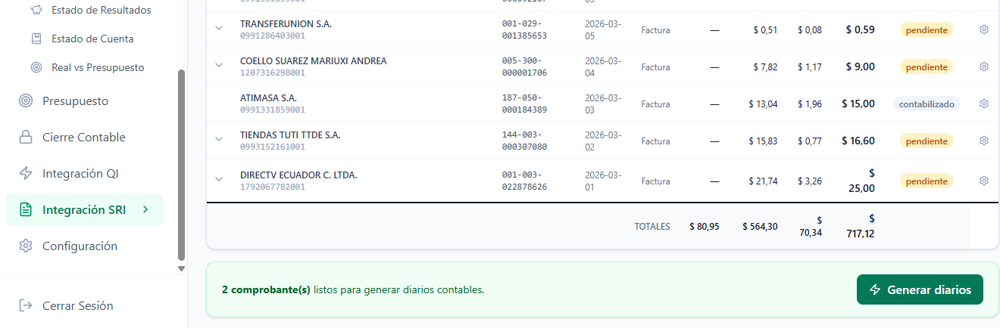 Estado de Resultados
Estado de Cuenta
Real vs Presupuesto
Presupuesto
Cierre Contable
Integración QI
Integración SRI
Configuración
Cerrar Sesión
TRANSFERUNION S.A.
0991286403001
001-029-
001385653
2026-03-
05
Factura
—
$ 0,51
$ 0,08
$ 0,59
pendiente
COELLO SUAREZ MARIUXI ANDREA
1207316298001
005-300-
000001706
2026-03-
04
Factura
—
$ 7,82
$ 1,17
$ 9,00
pendiente
ATIMASA S.A.
0991331859001
187-050-
000184389
2026-03-
03
Factura
—
$ 13,04
$ 1,96
$ 15,00
contabilizado
TIENDAS TUTI TTDE S.A.
0993152161001
144-003-
000307080
2026-03-
02
Factura
—
$ 15,83
$ 0,77
$ 16,60
pendiente
DIRECTV ECUADOR C. LTDA.
1792067782001
001-003-
022878626
2026-03-
01
Factura
—
$ 21,74
$ 3,26
$
25,00
pendiente
TOTALES
$ 80,95
$ 564,30
$
70,34
$
717,12
2 comprobante(s) listos para generar diarios contables.
Generar diarios